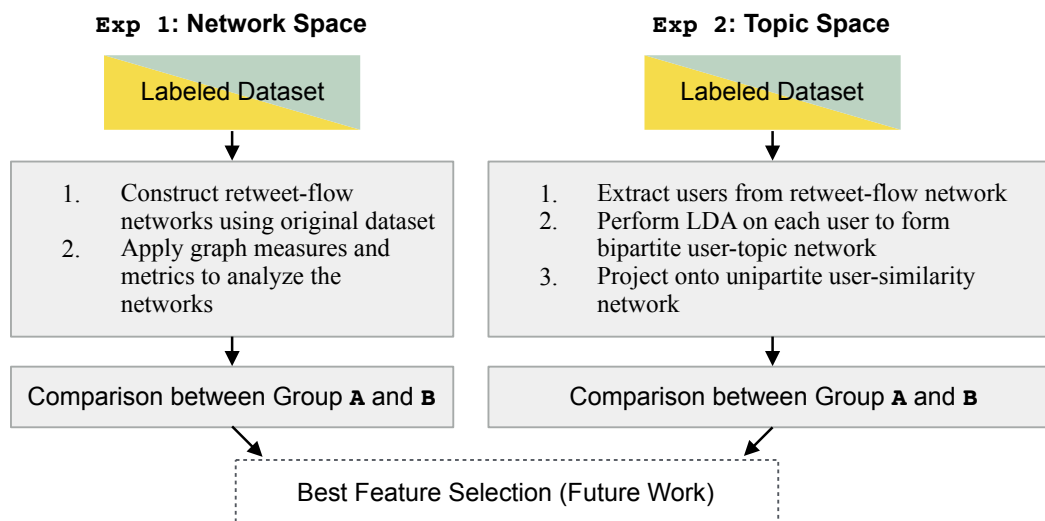 Exp 1: Network Space
Labeled Dataset
1. Construct retweet-flow
networks using original dataset
2. Apply graph measures and
metrics to analyze the
networks
Comparison between Group A and B
Exp 2: Topic Space
Labeled Dataset
1. Extract users from retweet-flow network
2. Perform LDA on each user to form
bipartite user-topic network
3. Project onto unipartite user-similarity
network
Comparison between Group A and B
Best Feature Selection (Future Work)